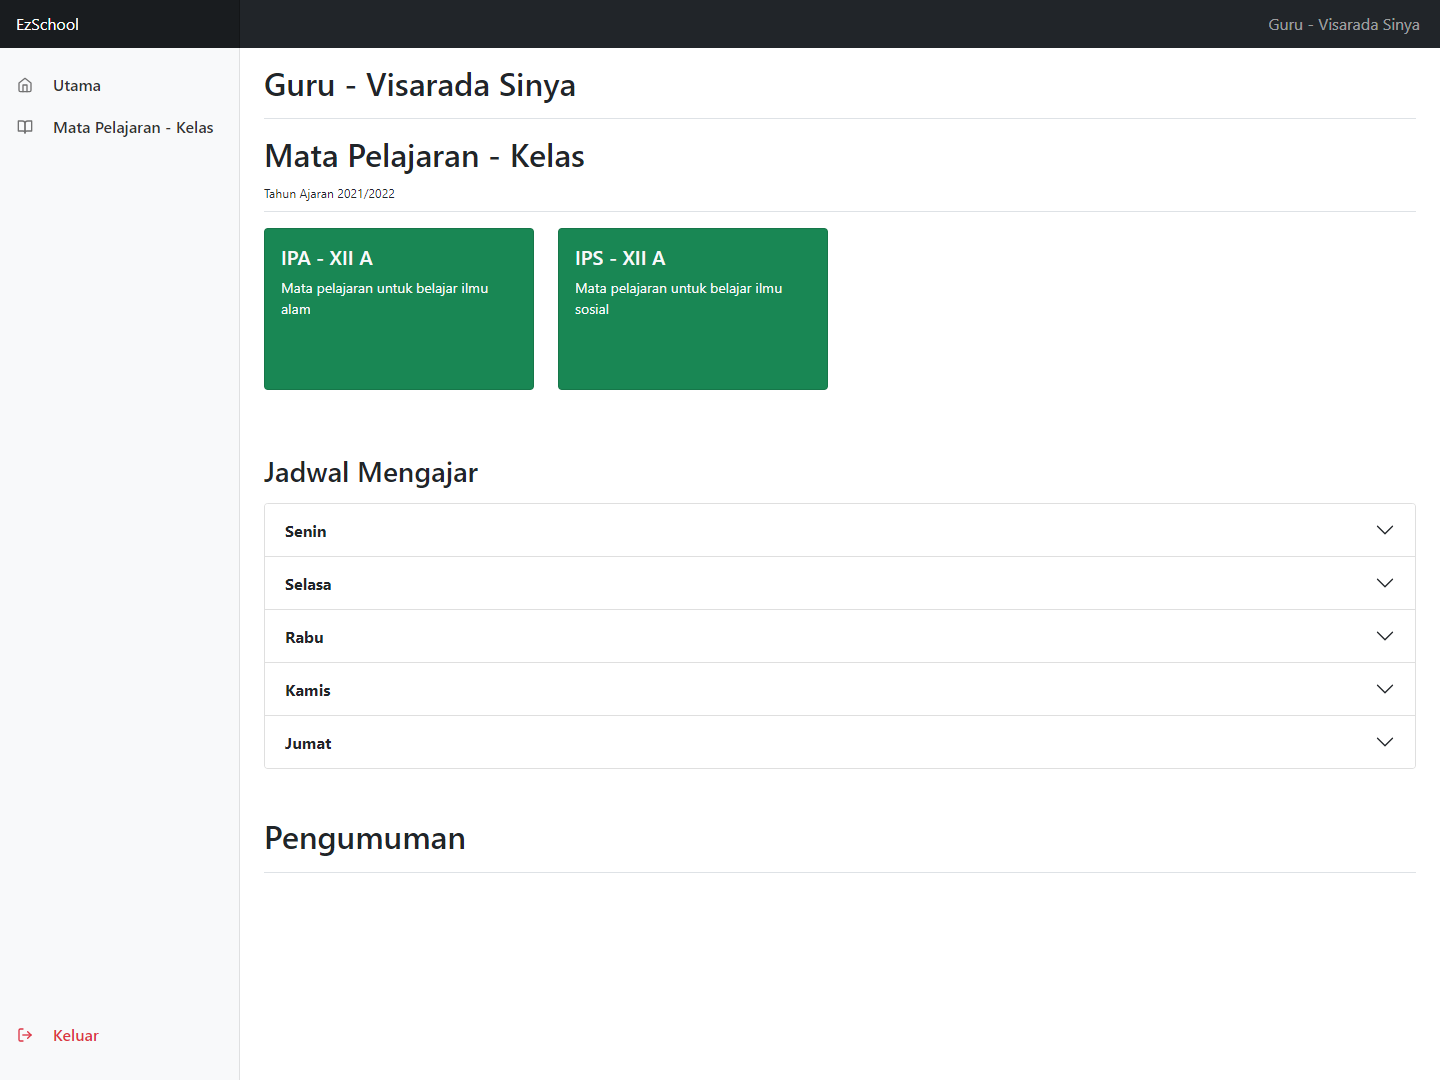 EzSchool
Guru - Visarada Sinya
Utama
Mata Pelajaran - Kelas
Guru - Visarada Sinya
Mata Pelajaran - Kelas
Tahun Ajaran 2021/2022
IPA - XII A
Mata pelajaran untuk belajar ilmu
alam
IPS - XII A
Mata pelajaran untuk belajar ilmu
sosial
Jadwal Mengajar
Senin
Selasa
Rabu
Kamis
Jumat
Pengumuman
Keluar